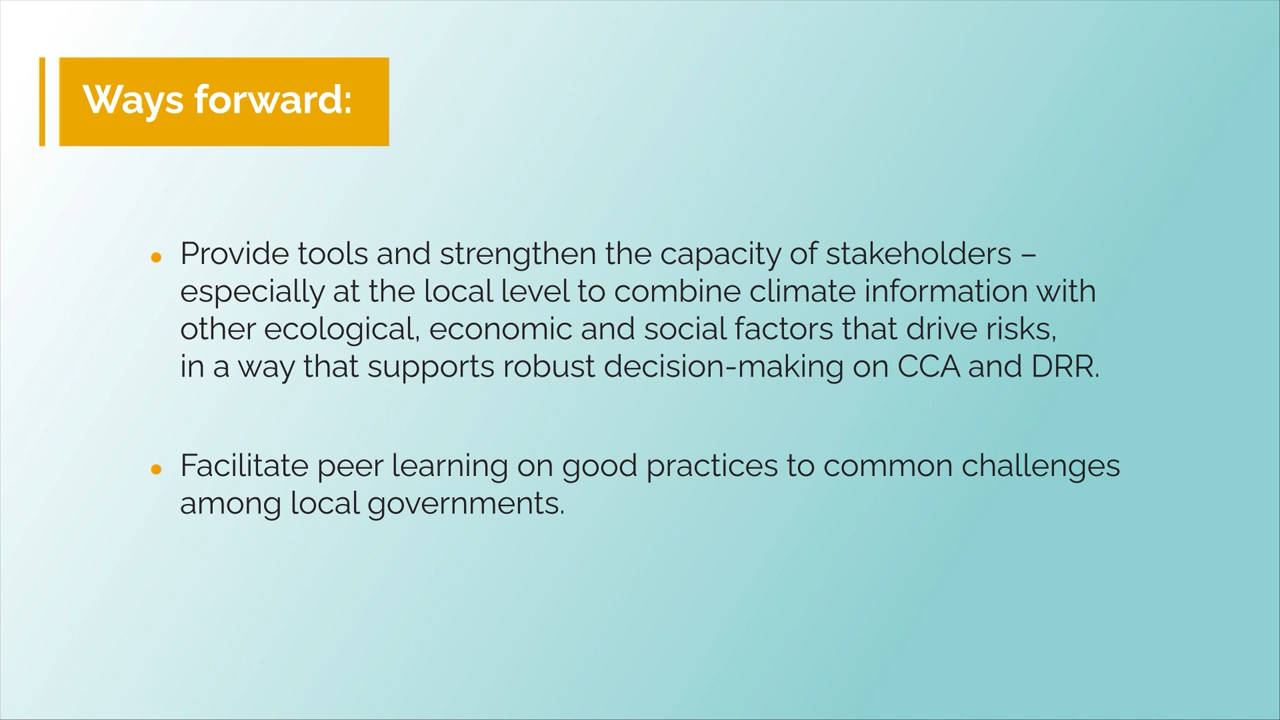 Ways forward:
• Provide tools and strengthen the capacity of stakeholders –
especially at the local level to combine climate information with
other ecological, economic and social factors that drive risks,
in a way that supports robust decision-making on CCA and DRR.
• Facilitate peer learning on good practices to common challenges
among local governments.